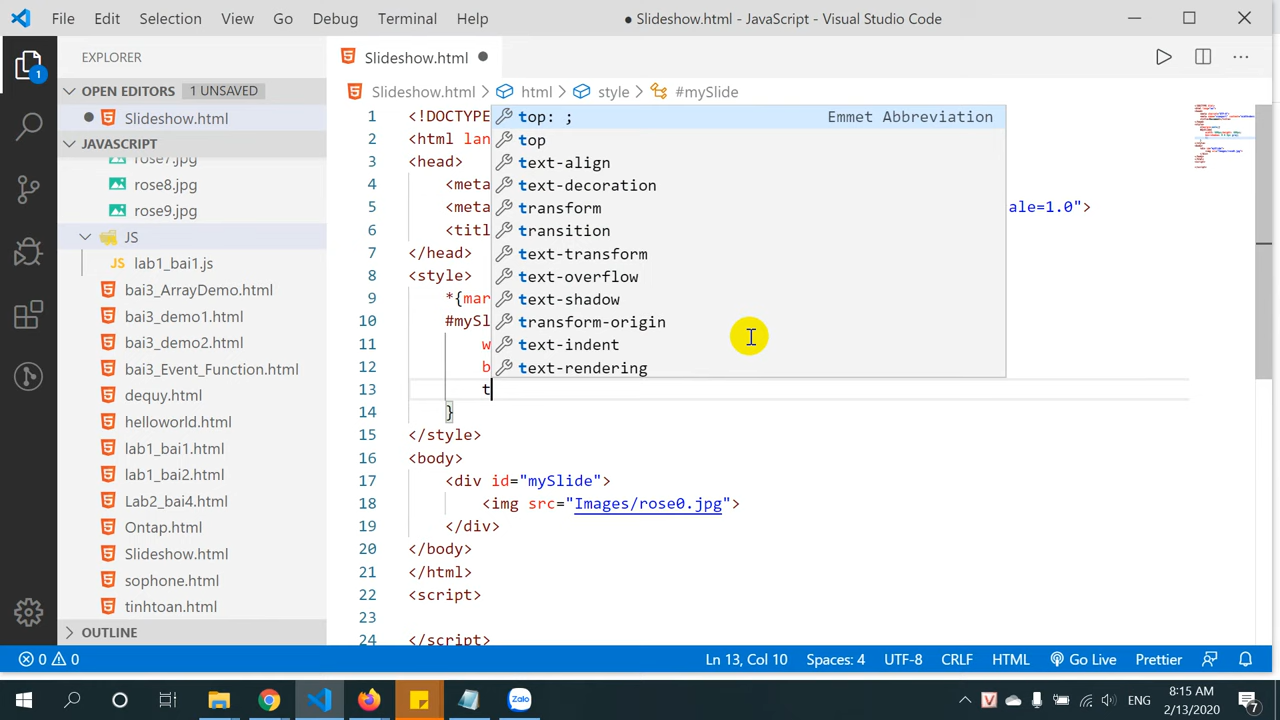 File Edit Selection View Go Debug Terminal Help
● Slideshow.html - JavaScript - Visual Studio Code
EXPLORER
OPEN EDITORS 1 UNSAVED
Slideshow.html
JAVASCRIPT
rose7.jpg
rose8.jpg
rose9.jpg
JS
JS lab1_bai1.js
bai3_ArrayDemo.html
bai3_demo1.html
bai3_demo2.html
bai3_Event_Function.html
dequy.html
helloworld.html
lab1_bai1.html
lab1_bai2.html
Lab2_bai4.html
Ontap.html
Slideshow.html
sophone.html
tinhtoan.html
OUTLINE
1
Slideshow.html
Slideshow.html > html > style > #mySlide
1 <!DOCTYPE
2 <html lan
3 <head>
4 <meta
5 <meta ale=1.0">
6 <titl
7 </head>
8 <style>
9 *{mar
10 #mySl
11 w
12 b
13 t
14 }
15 </style>
16 <body>
17 <div id="mySlide">
18 <img src="Images/rose0.jpg">
19 </div>
20 </body>
21 </html>
22 <script>
23
24 </script>
top: ; Emmet Abbreviation
top
text-align
text-decoration
transform
transition
text-transform
text-overflow
text-shadow
transform-origin
text-indent
text-rendering
0 0 Ln 13, Col 10 Spaces: 4 UTF-8 CRLF HTML Go Live Prettier
Zalo V ENG 8:15 AM
2/13/2020 7